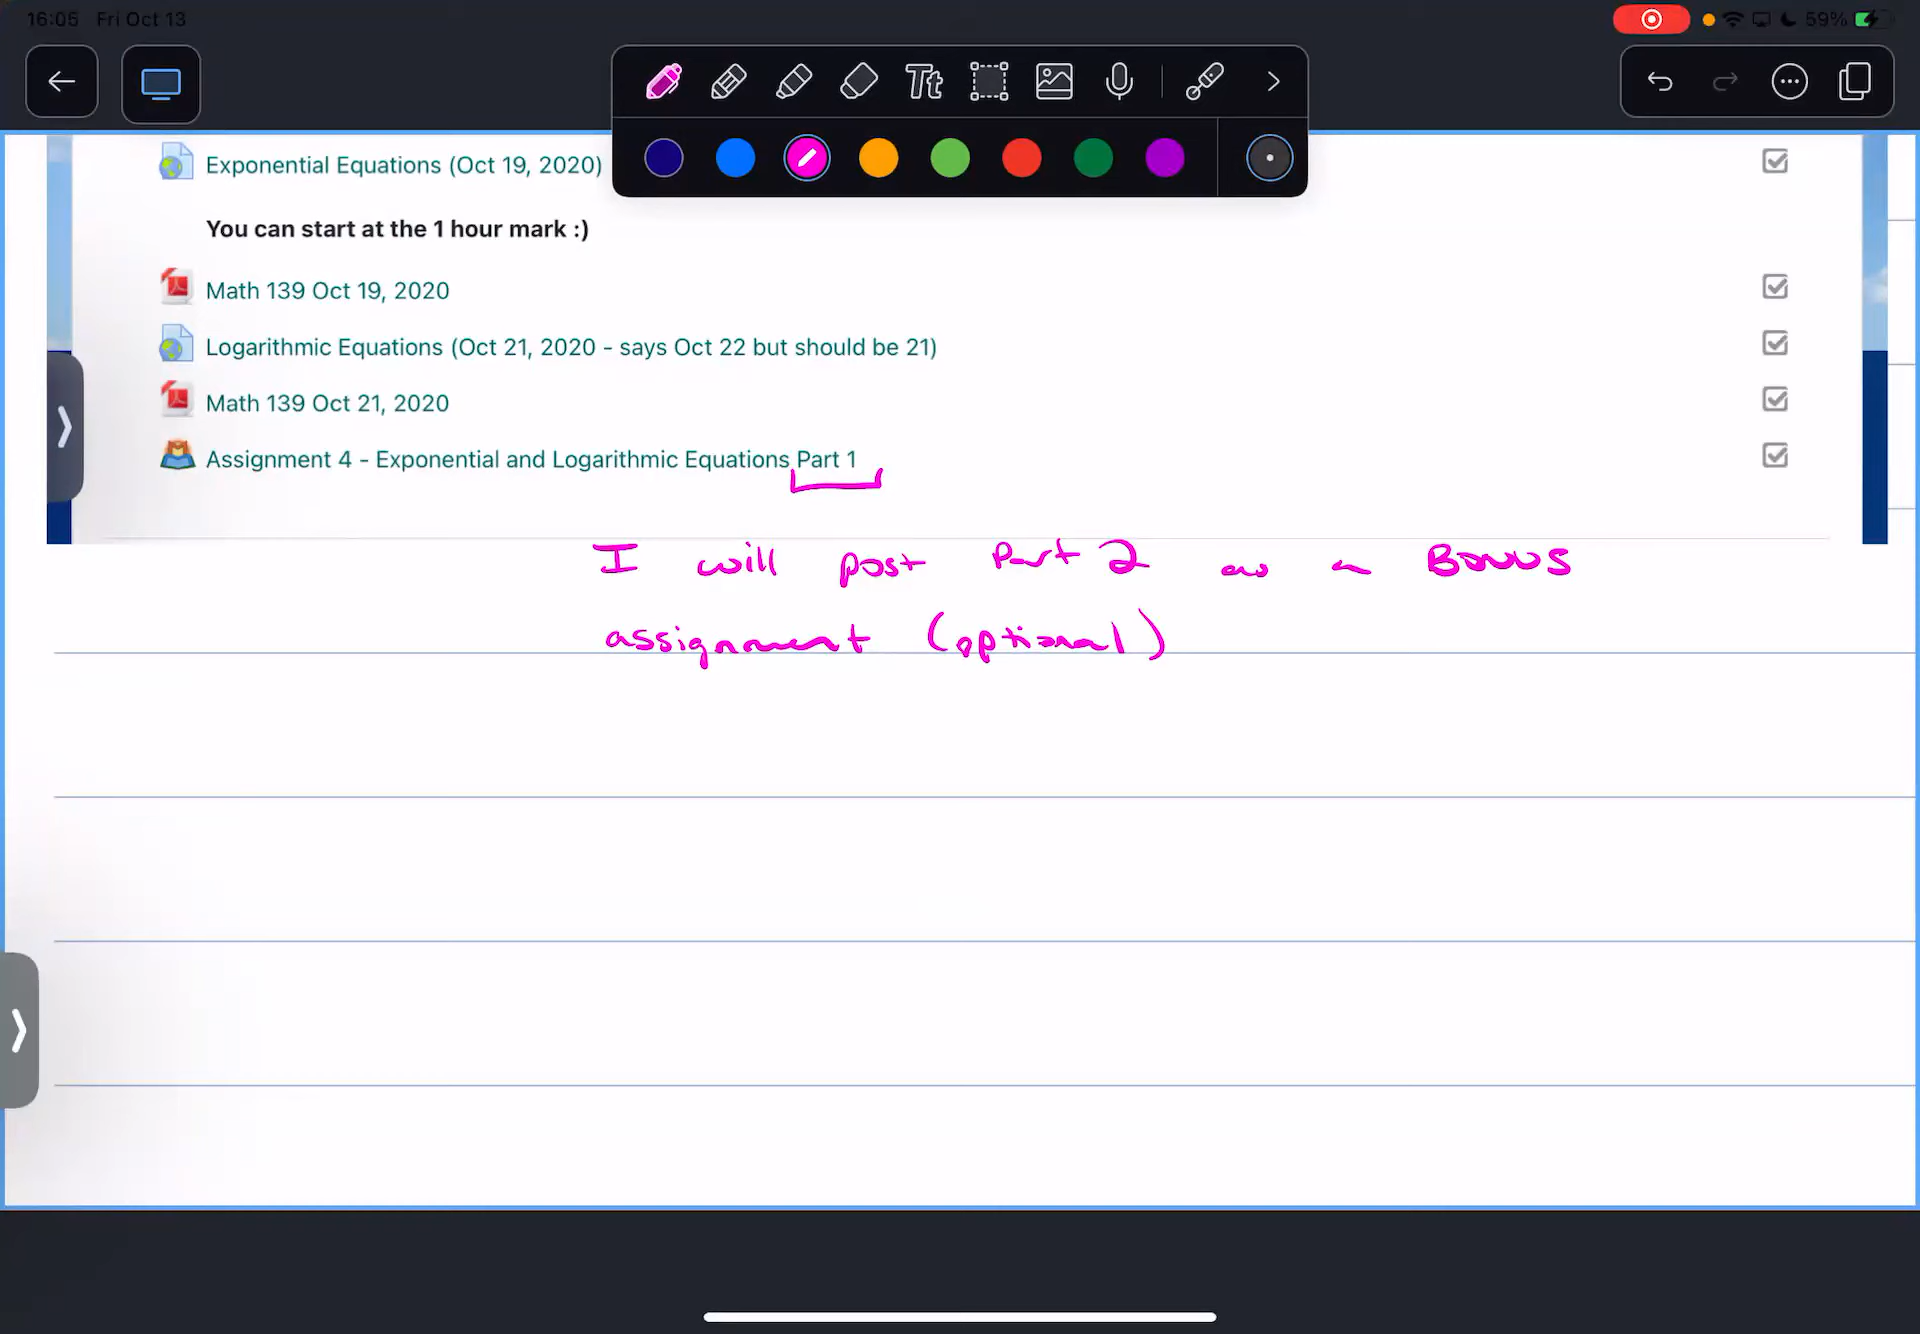 16:05 Fri Oct 13
59%
Tt
Exponential Equations (Oct 19, 2020)
You can start at the 1 hour mark :)
Math 139 Oct 19, 2020
Logarithmic Equations (Oct 21, 2020 - says Oct 22 but should be 21)
Math 139 Oct 21, 2020
Assignment 4 - Exponential and Logarithmic Equations Part 1
I will post Part 2 as a Bonus
assignment (optional)